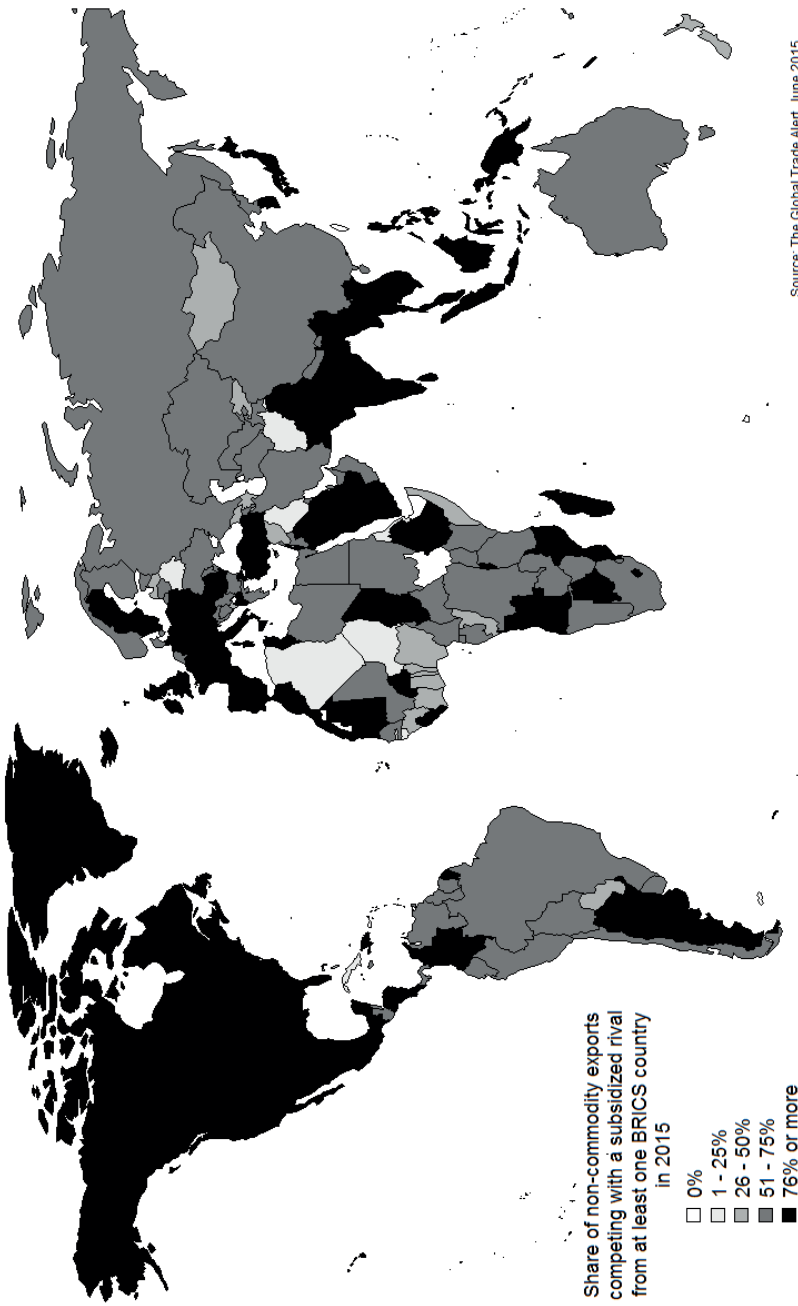 Share of non-commodity exports
competing with a subsidized rival
from at least one BRICS country
in 2015
0%
1 - 25%
26 - 50%
51 - 75%
76% or more
Source: The Global Trade Alert, June 2015